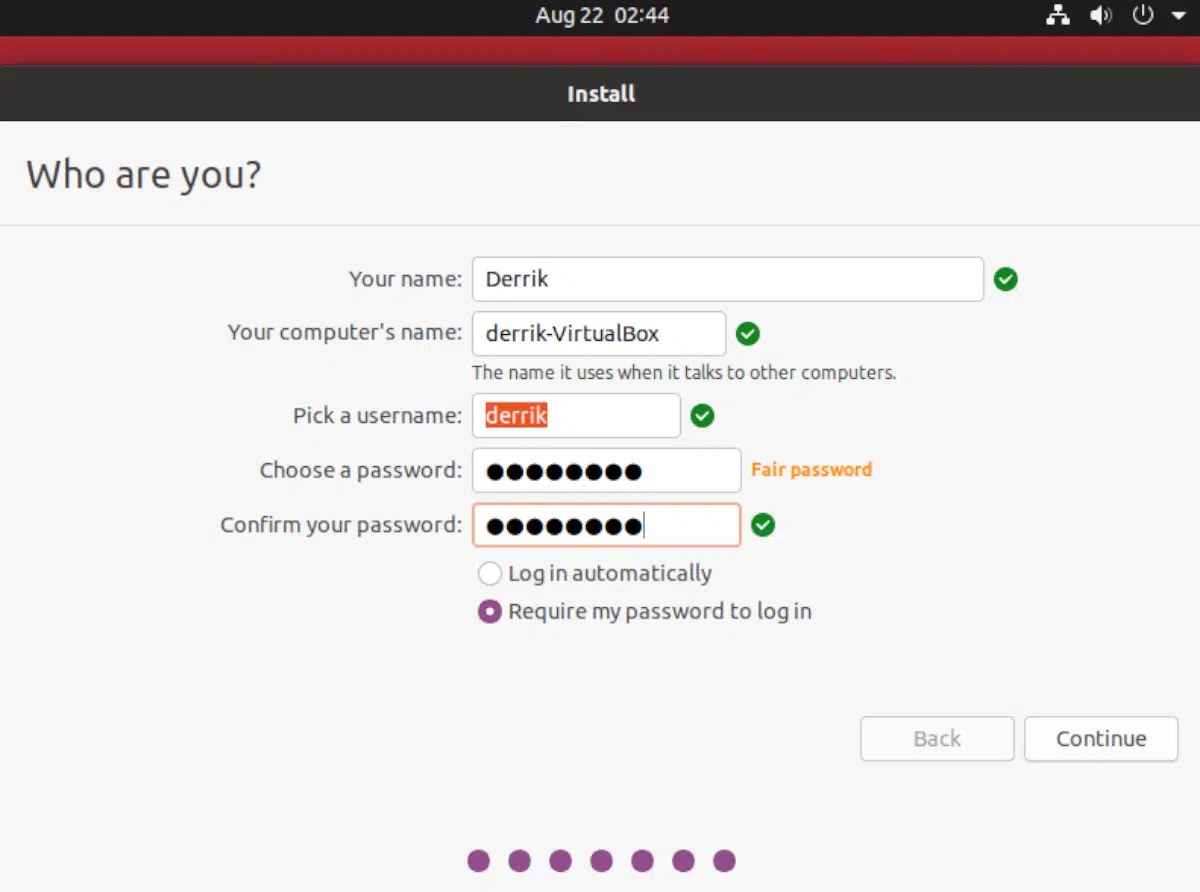 Aug 22 02:44
Install
Who are you?
Your name: Derrik
Your computer's name: derrik-VirtualBox
The name it uses when it talks to other computers.
Pick a username: derrik
Choose a password: ●●●●●●●● Fair password
Confirm your password: ●●●●●●●●
Log in automatically
Require my password to log in
Back Continue